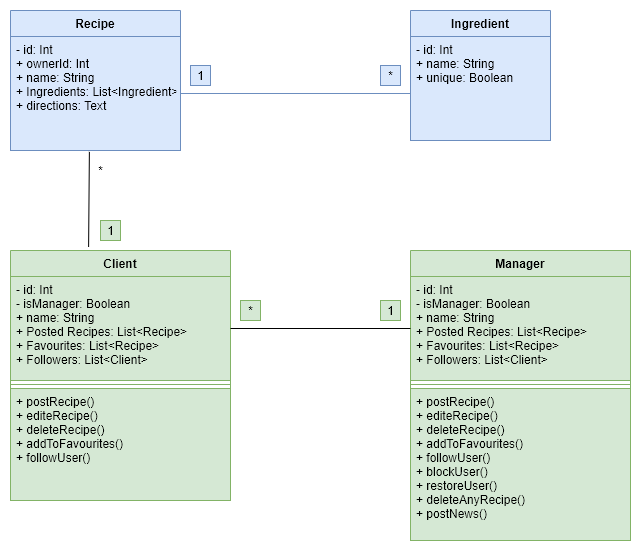 Recipe
- id: Int
+ ownerId: Int
+ name: String
+ Ingredients: List<Ingredient>
+ directions: Text
1
*
Ingredient
- id: Int
+ name: String
+ unique: Boolean
*
1
Client
- id: Int
- isManager: Boolean
+ name: String
+ Posted Recipes: List<Recipe>
+ Favourites: List<Recipe>
+ Followers: List<Client>
+ postRecipe()
+ editeRecipe()
+ deleteRecipe()
+ addToFavourites()
+ followUser()
*
1
Manager
- id: Int
- isManager: Boolean
+ name: String
+ Posted Recipes: List<Recipe>
+ Favourites: List<Recipe>
+ Followers: List<Client>
+ postRecipe()
+ editeRecipe()
+ deleteRecipe()
+ addToFavourites()
+ followUser()
+ blockUser()
+ restoreUser()
+ deleteAnyRecipe()
+ postNews()